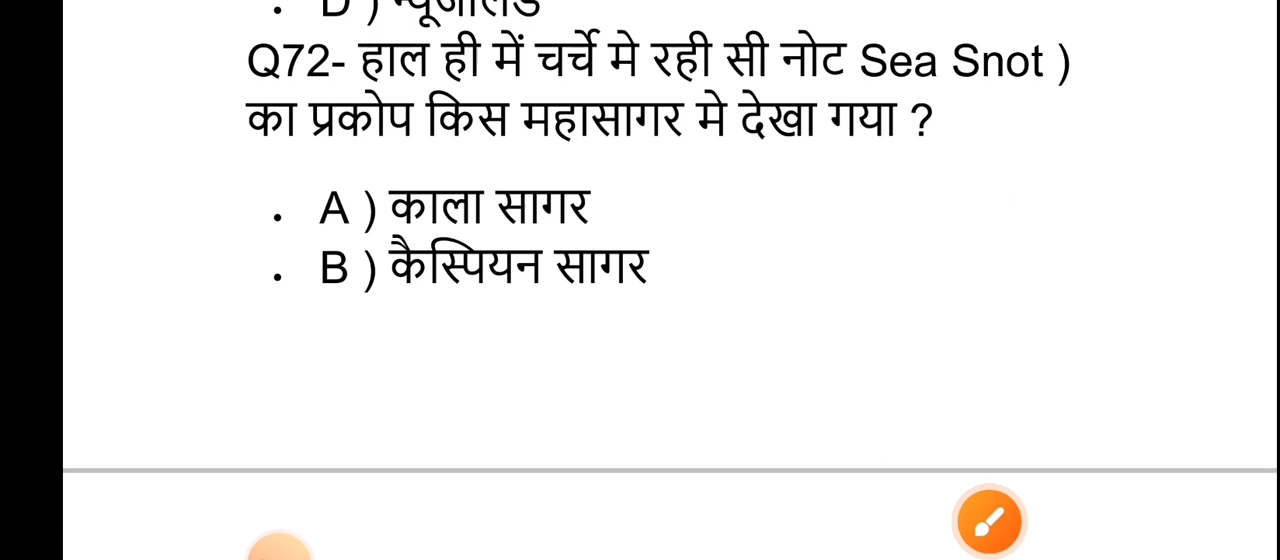 Q72- हाल ही में चर्चे मे रही सी नोट Sea Snot )
का प्रकोप किस महासागर मे देखा गया ?
. A ) काला सागर
. B ) कैस्पियन सागर